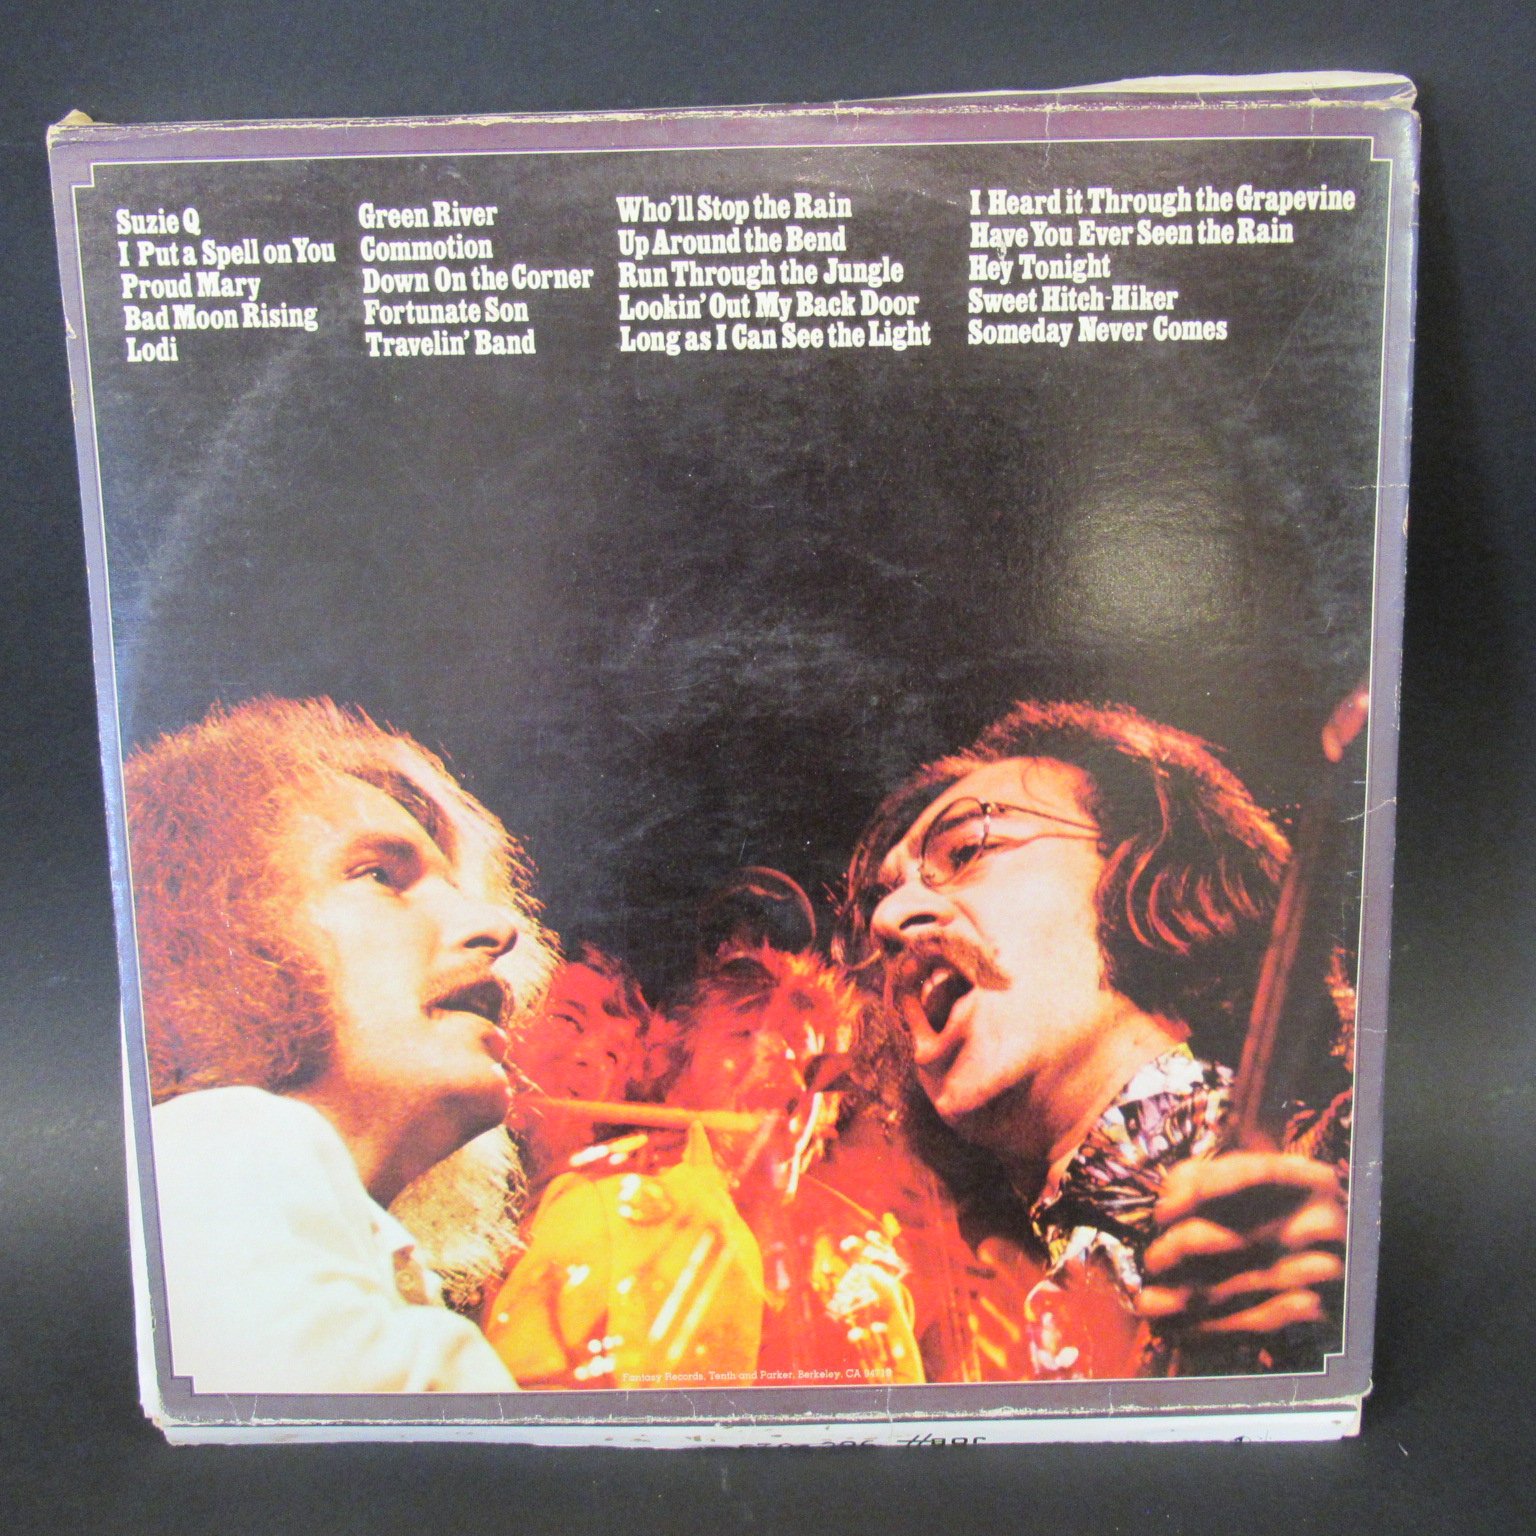 Suzie Q
I Put a Spell on You
Proud Mary
Bad Moon Rising
Lodi
Green River
Commotion
Down On the Corner
Fortunate Son
Travelin' Band
Who'll Stop the Rain
Up Around the Bend
Run Through the Jungle
Lookin' Out My Back Door
Long as I Can See the Light
I Heard it Through the Grapevine
Have You Ever Seen the Rain
Hey Tonight
Sweet Hitch-Hiker
Someday Never Comes
Fantasy Records, Tenth and Parker, Berkeley, CA 94710